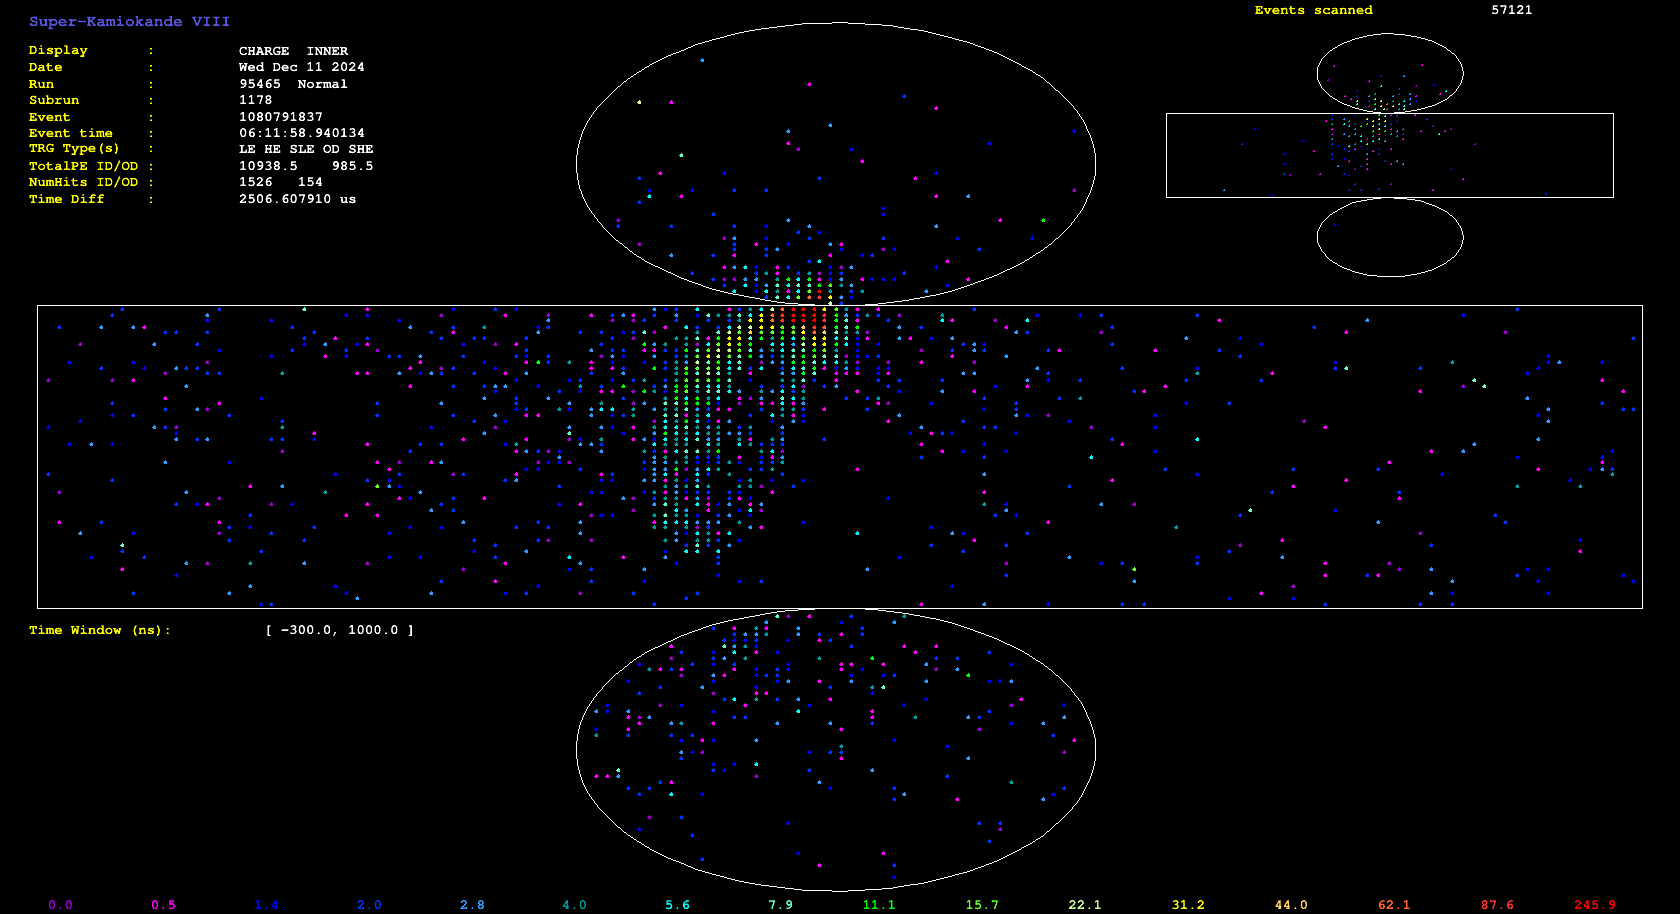 Super-Kamiokande VIII
Events scanned 57121
Display : CHARGE INNER
Date : Wed Dec 11 2024
Run : 95465 Normal
Subrun : 1178
Event : 1080791837
Event time : 06:11:58.940134
TRG Type(s) : LE HE SLE OD SHE
TotalPE ID/OD : 10938.5 985.5
NumHits ID/OD : 1526 154
Time Diff : 2506.607910 us
Time Window (ns): [ -300.0, 1000.0 ]
0.0 0.5 1.4 2.0 2.8 4.0 5.6 7.9 11.1 15.7 22.1 31.2 44.0 62.1 87.6 245.9